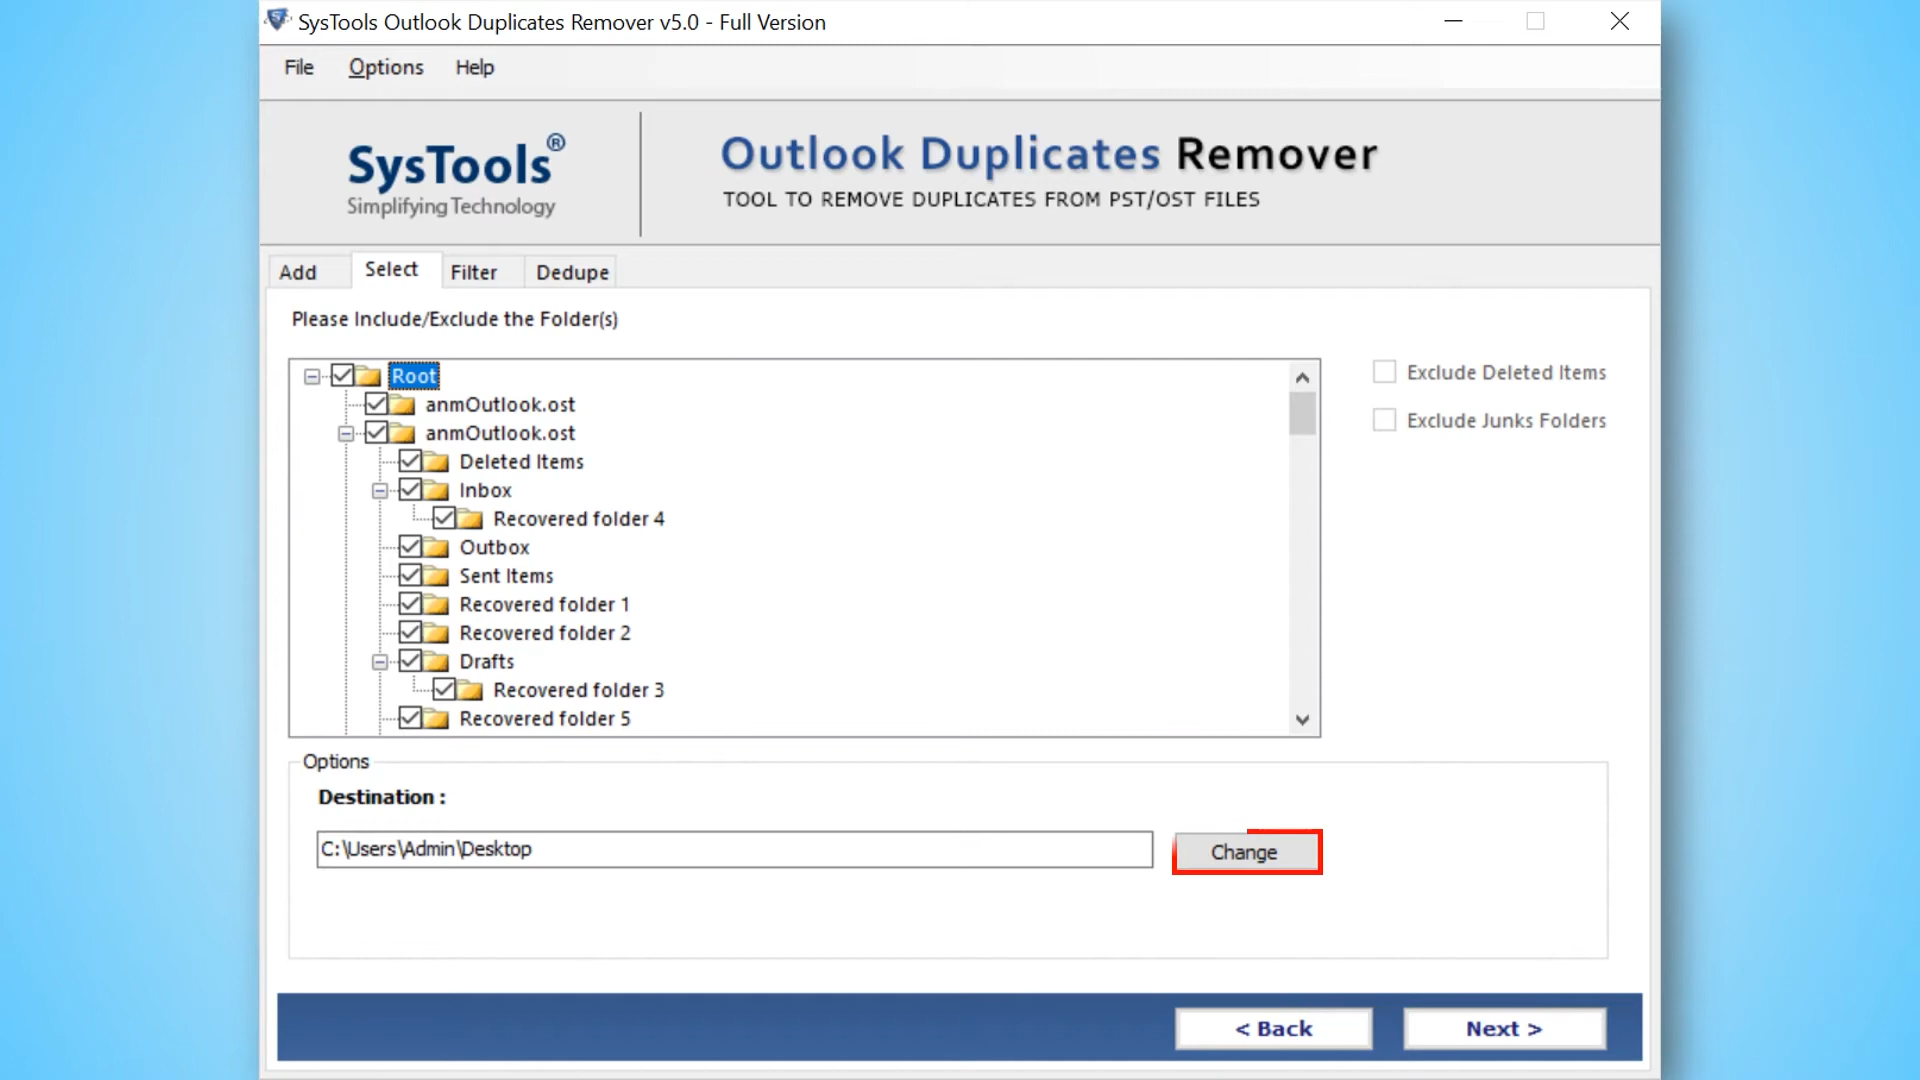 SysTools Outlook Duplicates Remover v5.0 - Full Version
File Options Help
SysTools®
Simplifying Technology
Outlook Duplicates Remover
TOOL TO REMOVE DUPLICATES FROM PST/OST FILES
Add Select Filter Dedupe
Please Include/Exclude the Folder(s)
Root
anmOutlook.ost
anmOutlook.ost
Deleted Items
Inbox
Recovered folder 4
Outbox
Sent Items
Recovered folder 1
Recovered folder 2
Drafts
Recovered folder 3
Recovered folder 5
Exclude Deleted Items
Exclude Junks Folders
Options
Destination :
C:\Users\Admin\Desktop
Change
< Back
Next >